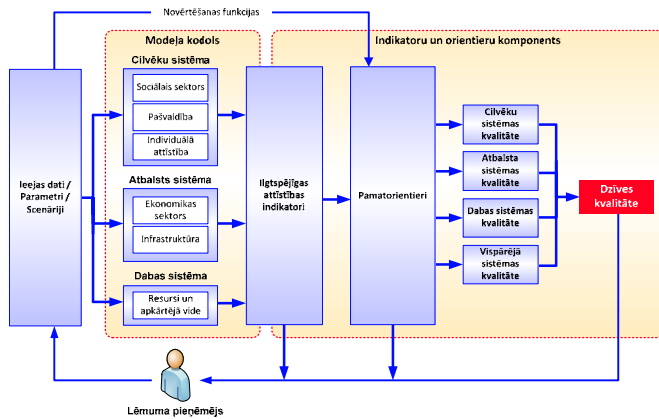 Novērtēšanas funkcijas
Modeļa kodols
Indikatoru un orientieru komponents
Cilvēku sistēma
Sociālais sektors
Pašvaldība
Individuālā
attīstība
Atbalsts sistēma
Ekonomikas
sektors
Infrastruktūra
Dabas sistēma
Resursi un
apkārtējā vide
Ieejas dati /
Parametri /
Scenāriji
Ilgtspējīgas
attīstības
indikatori
Pamatorientieri
Cilvēku
sistēmas
kvalitāte
Atbalsta
sistēmas
kvalitāte
Dabas sistēmas
kvalitāte
Vispārējā
sistēmas
kvalitāte
Dzīves
kvalitāte
Lēmuma pieņēmējs